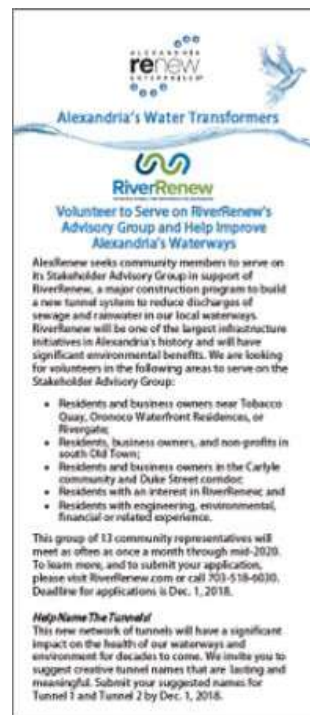 ALEXANDRIA
renew
ENTERPRISES
Alexandria's Water Transformers
RiverRenew
Volunteer to Serve on RiverRenew's
Advisory Group and Help Improve
Alexandria's Waterways
AlexRenew seeks community members to serve on
its Stakeholder Advisory Group in support of
RiverRenew, a major construction program to build
a new tunnel system to reduce discharges of
sewage and rainwater in our local waterways.
RiverRenew will be one of the largest infrastructure
initiatives in Alexandria's history and will have
significant environmental benefits. We are looking
for volunteers in the following areas to serve on the
Stakeholder Advisory Group:
• Residents and business owners near Tobacco
Quay, Oronoco Waterfront Residences, or
Rivergate;
• Residents, business owners, and non-profits in
south Old Town;
• Residents and business owners in the Carlyle
community and Duke Street corridor;
• Residents with an interest in RiverRenew; and
• Residents with engineering, environmental,
financial or related experience.
This group of 13 community representatives will
meet as often as once a month through mid-2020.
To learn more, and to submit your application,
please visit RiverRenew.com or call 703-518-6030.
Deadline for applications is Dec. 1, 2018.
Help Name The Tunnels!
This new network of tunnels will have a significant
impact on the health of our waterways and
environment for decades to come. We invite you to
suggest creative tunnel names that are lasting and
meaningful. Submit your suggested names for
Tunnel 1 and Tunnel 2 by Dec. 1, 2018.